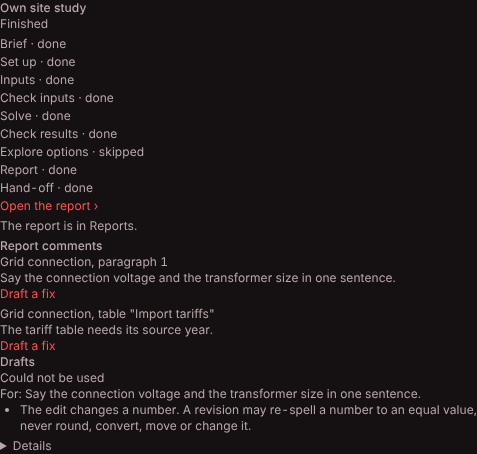 Own site study
Finished
Brief · done
Set up · done
Inputs · done
Check inputs · done
Solve · done
Check results · done
Explore options · skipped
Report · done
Hand-off · done
Open the report ›
The report is in Reports.
Report comments
Grid connection, paragraph 1
Say the connection voltage and the transformer size in one sentence.
Draft a fix
Grid connection, table "Import tariffs"
The tariff table needs its source year.
Draft a fix
Drafts
Could not be used
For: Say the connection voltage and the transformer size in one sentence.
• The edit changes a number. A revision may re-spell a number to an equal value,
never round, convert, move or change it.
▶ Details